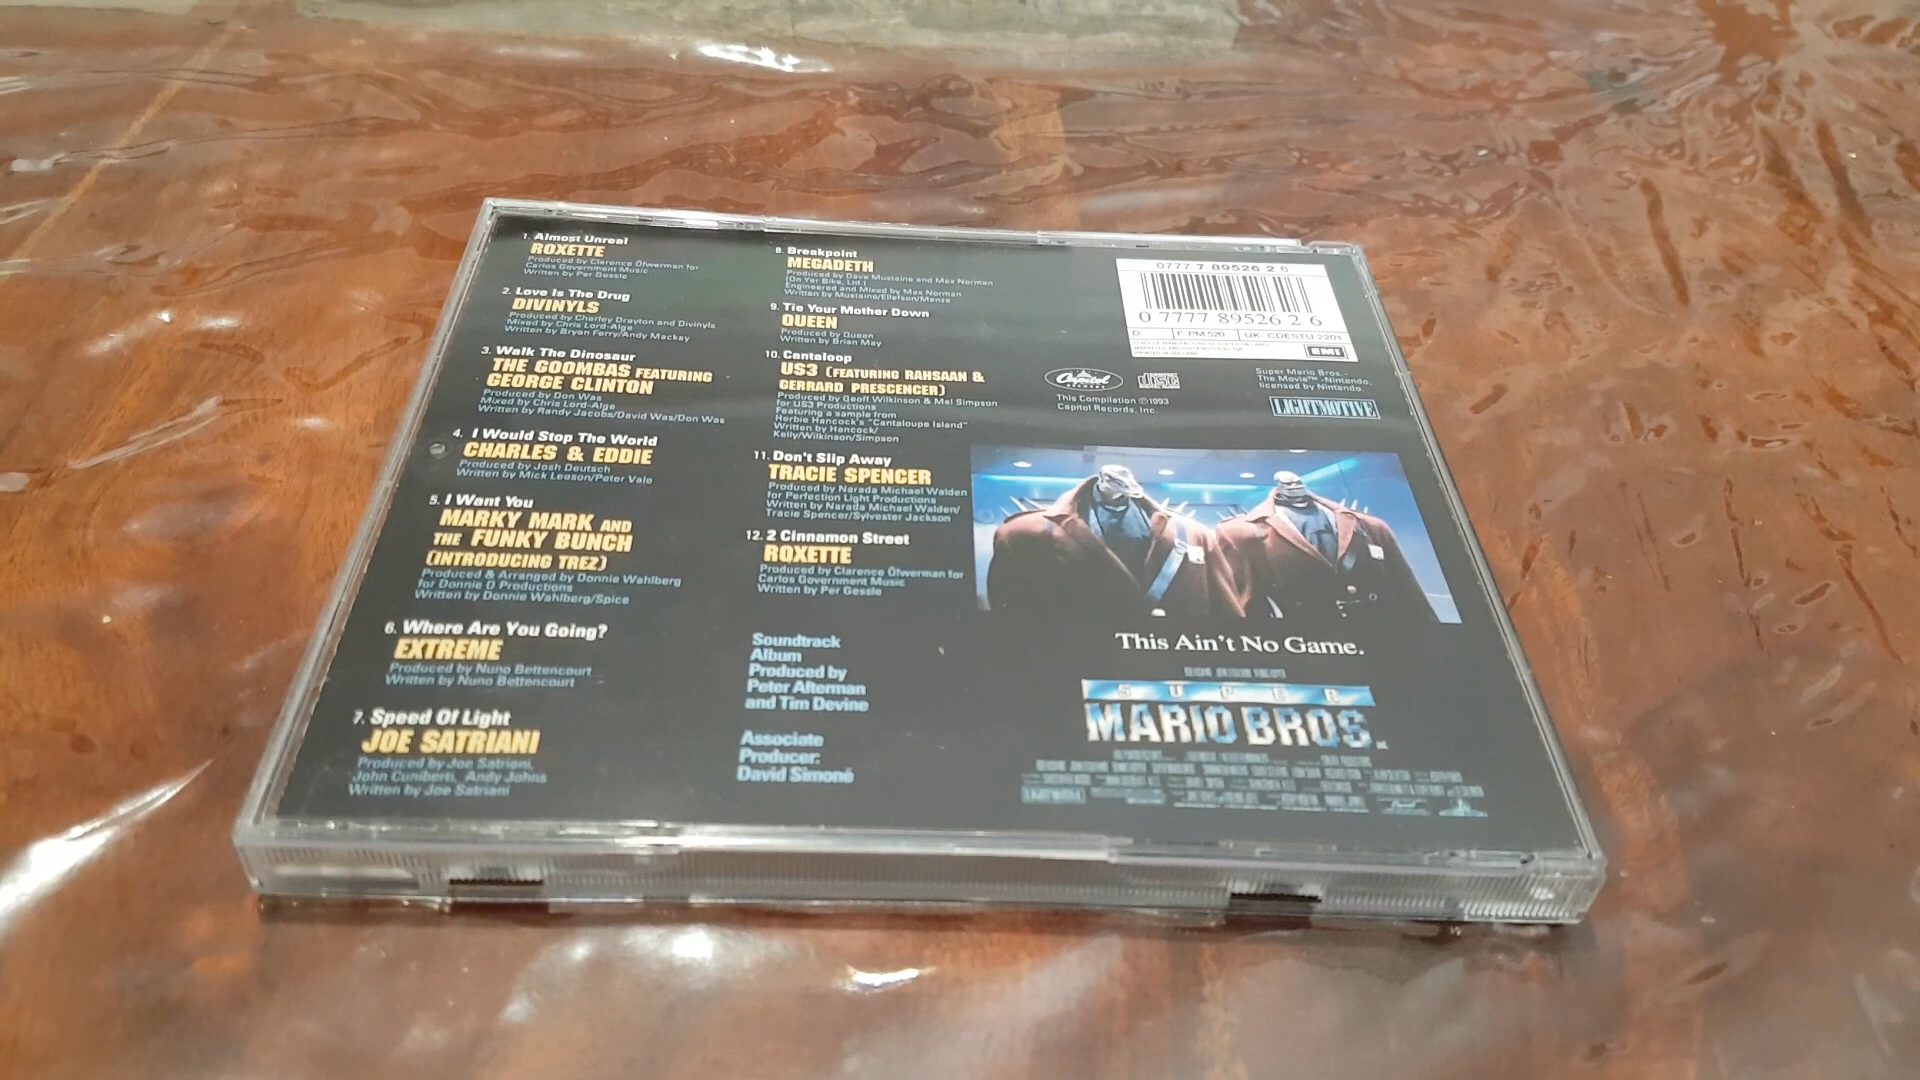 1. Almost Unreal
ROXETTE
Produced by Clarence Öfwerman for
Carlos Government Music
Written by Per Gessle
2. Love Is The Drug
DIVINYLS
Produced by Charley Drayton and Divinyls
Mixed by Chris Lord-Alge
Written by Bryan Ferry/Andy Mackay
3. Walk The Dinosaur
THE GOOMBAS FEATURING
GEORGE CLINTON
Produced by Don Was
Mixed by Chris Lord-Alge
Written by Randy Jacobs/David Was/Don Was
4. I Would Stop The World
CHARLES & EDDIE
Produced by Josh Deutsch
Written by Mick Leeson/Peter Vale
5. I Want You
MARKY MARK AND
THE FUNKY BUNCH
(INTRODUCING TREZ)
Produced & Arranged by Donnie Wahlberg
for Donnie D Productions
Written by Donnie Wahlberg/Spice
6. Where Are You Going?
EXTREME
Produced by Nuno Bettencourt
Written by Nuno Bettencourt
7. Speed Of Light
JOE SATRIANI
Produced by Joe Satriani,
John Cuniberti, Andy Johns
Written by Joe Satriani
8. Breakpoint
MEGADETH
Produced by Dave Mustaine and Max Norman
(On Yer Bike, Ltd.)
Engineered and Mixed by Max Norman
Written by Mustaine/Ellefson/Menza
9. Tie Your Mother Down
QUEEN
Produced by Queen
Written by Brian May
10. Cantaloop
US3 (FEATURING RAHSAAN &
GERRARD PRESCENCER)
Produced by Geoff Wilkinson & Mel Simpson
for US3 Productions
Featuring a sample from
Herbie Hancock's "Cantaloupe Island"
Written by Hancock/
Kelly/Wilkinson/Simpson
11. Don't Slip Away
TRACIE SPENCER
Produced by Narada Michael Walden
for Perfection Light Productions
Written by Narada Michael Walden/
Tracie Spencer/Sylvester Jackson
12. 2 Cinnamon Street
ROXETTE
Produced by Clarence Öfwerman for
Carlos Government Music
Written by Per Gessle
Soundtrack
Album
Produced by
Peter Afterman
and Tim Devine
Associate
Producer:
David Simoné
0777 7 89526 2 6
0 7777 89526 2 6
D F: PM 520 UK: CDESTU 2201
EMI
Capitol
RECORDS
COMPACT
disc
DIGITAL AUDIO
This Compilation ℗1993
Capitol Records, Inc.
Super Mario Bros.-
The Movie™ -Nintendo.
licensed by Nintendo.
LIGHTMOTIVE
This Ain't No Game.
SUPER
MARIO BROS.